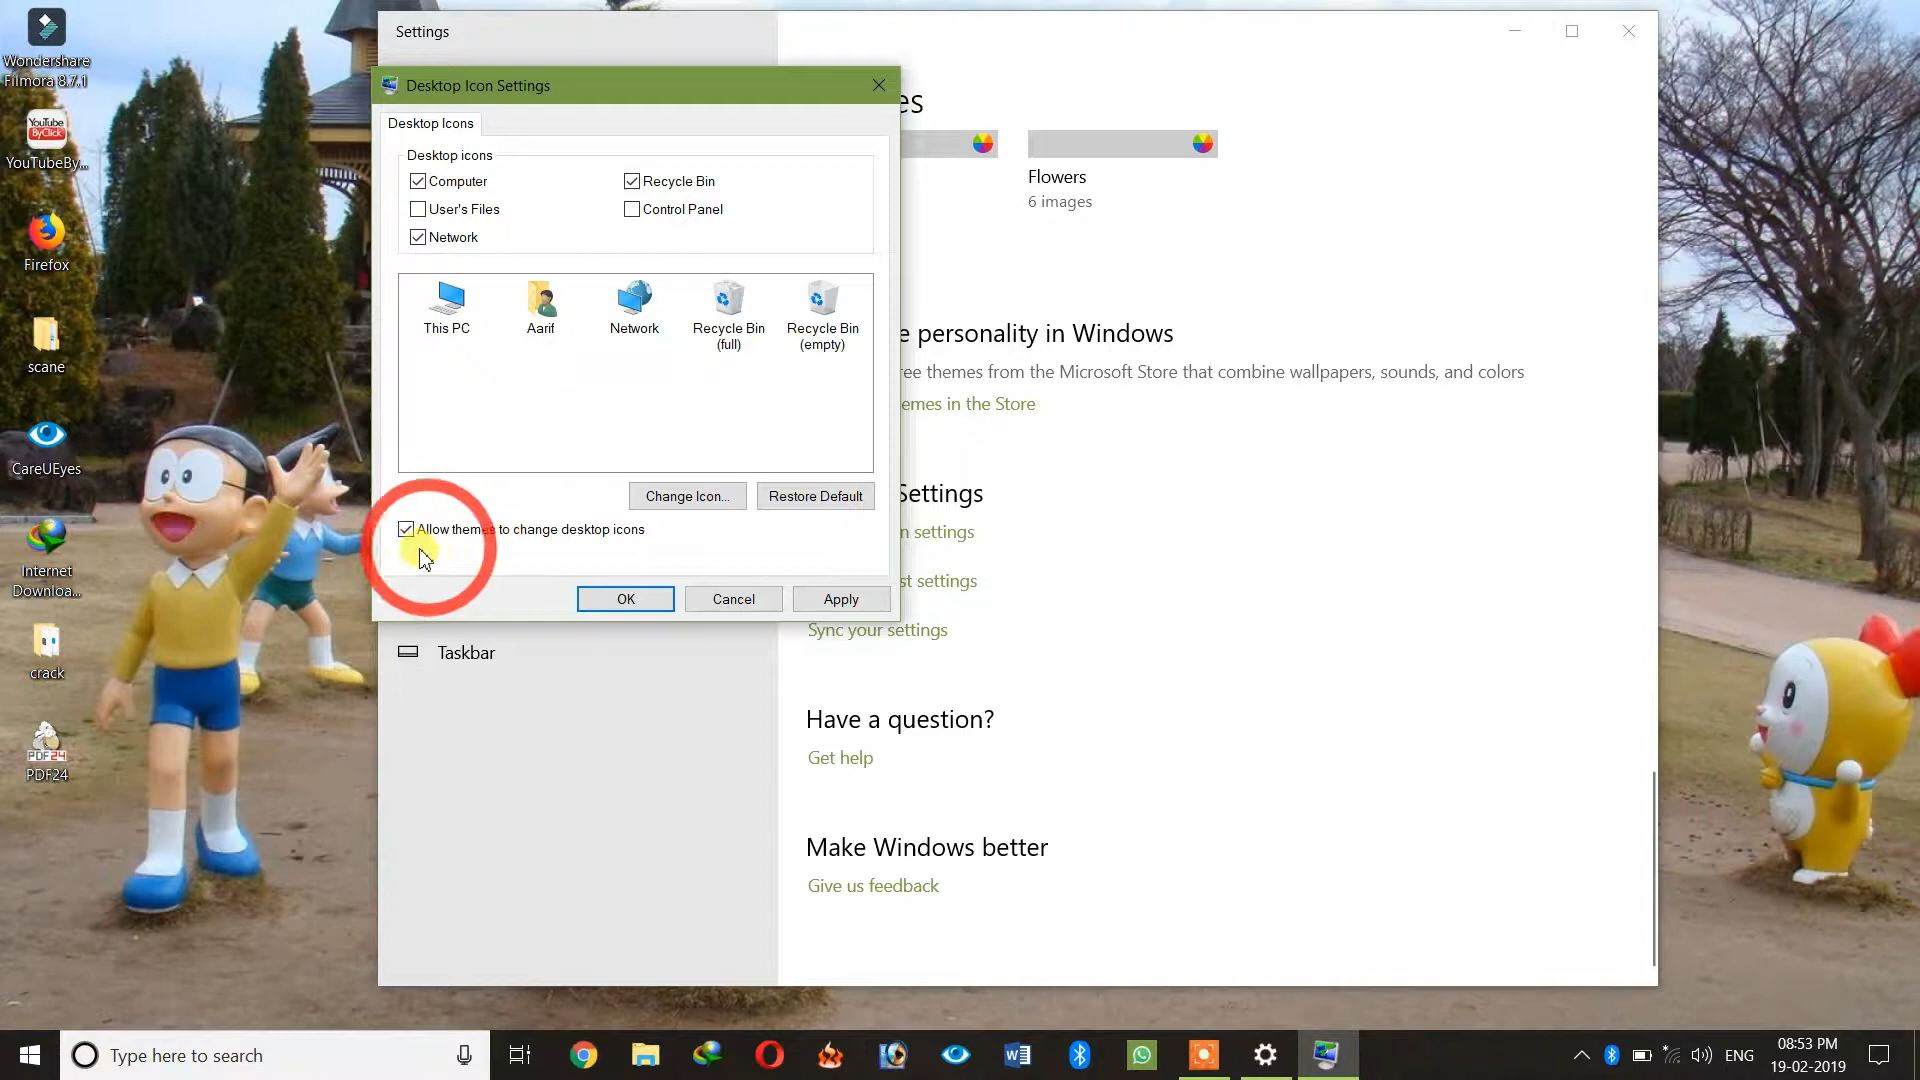 Wondershare
Filmora 8.7.1
YouTube
ByClick
YouTubeBy...
Firefox
scane
CareUEyes
Internet
Downloa...
crack
PDF24
PDF24
Settings
Desktop Icon Settings
Desktop Icons
Desktop icons
Computer
Recycle Bin
User's Files
Control Panel
Network
This PC
Aarif
Network
Recycle Bin
(full)
Recycle Bin
(empty)
Change Icon...
Restore Default
Allow themes to change desktop icons
OK
Cancel
Apply
Taskbar
es
Flowers
6 images
e personality in Windows
ree themes from the Microsoft Store that combine wallpapers, sounds, and colors
emes in the Store
Settings
n settings
st settings
Sync your settings
Have a question?
Get help
Make Windows better
Give us feedback
Type here to search
ENG
08:53 PM
19-02-2019